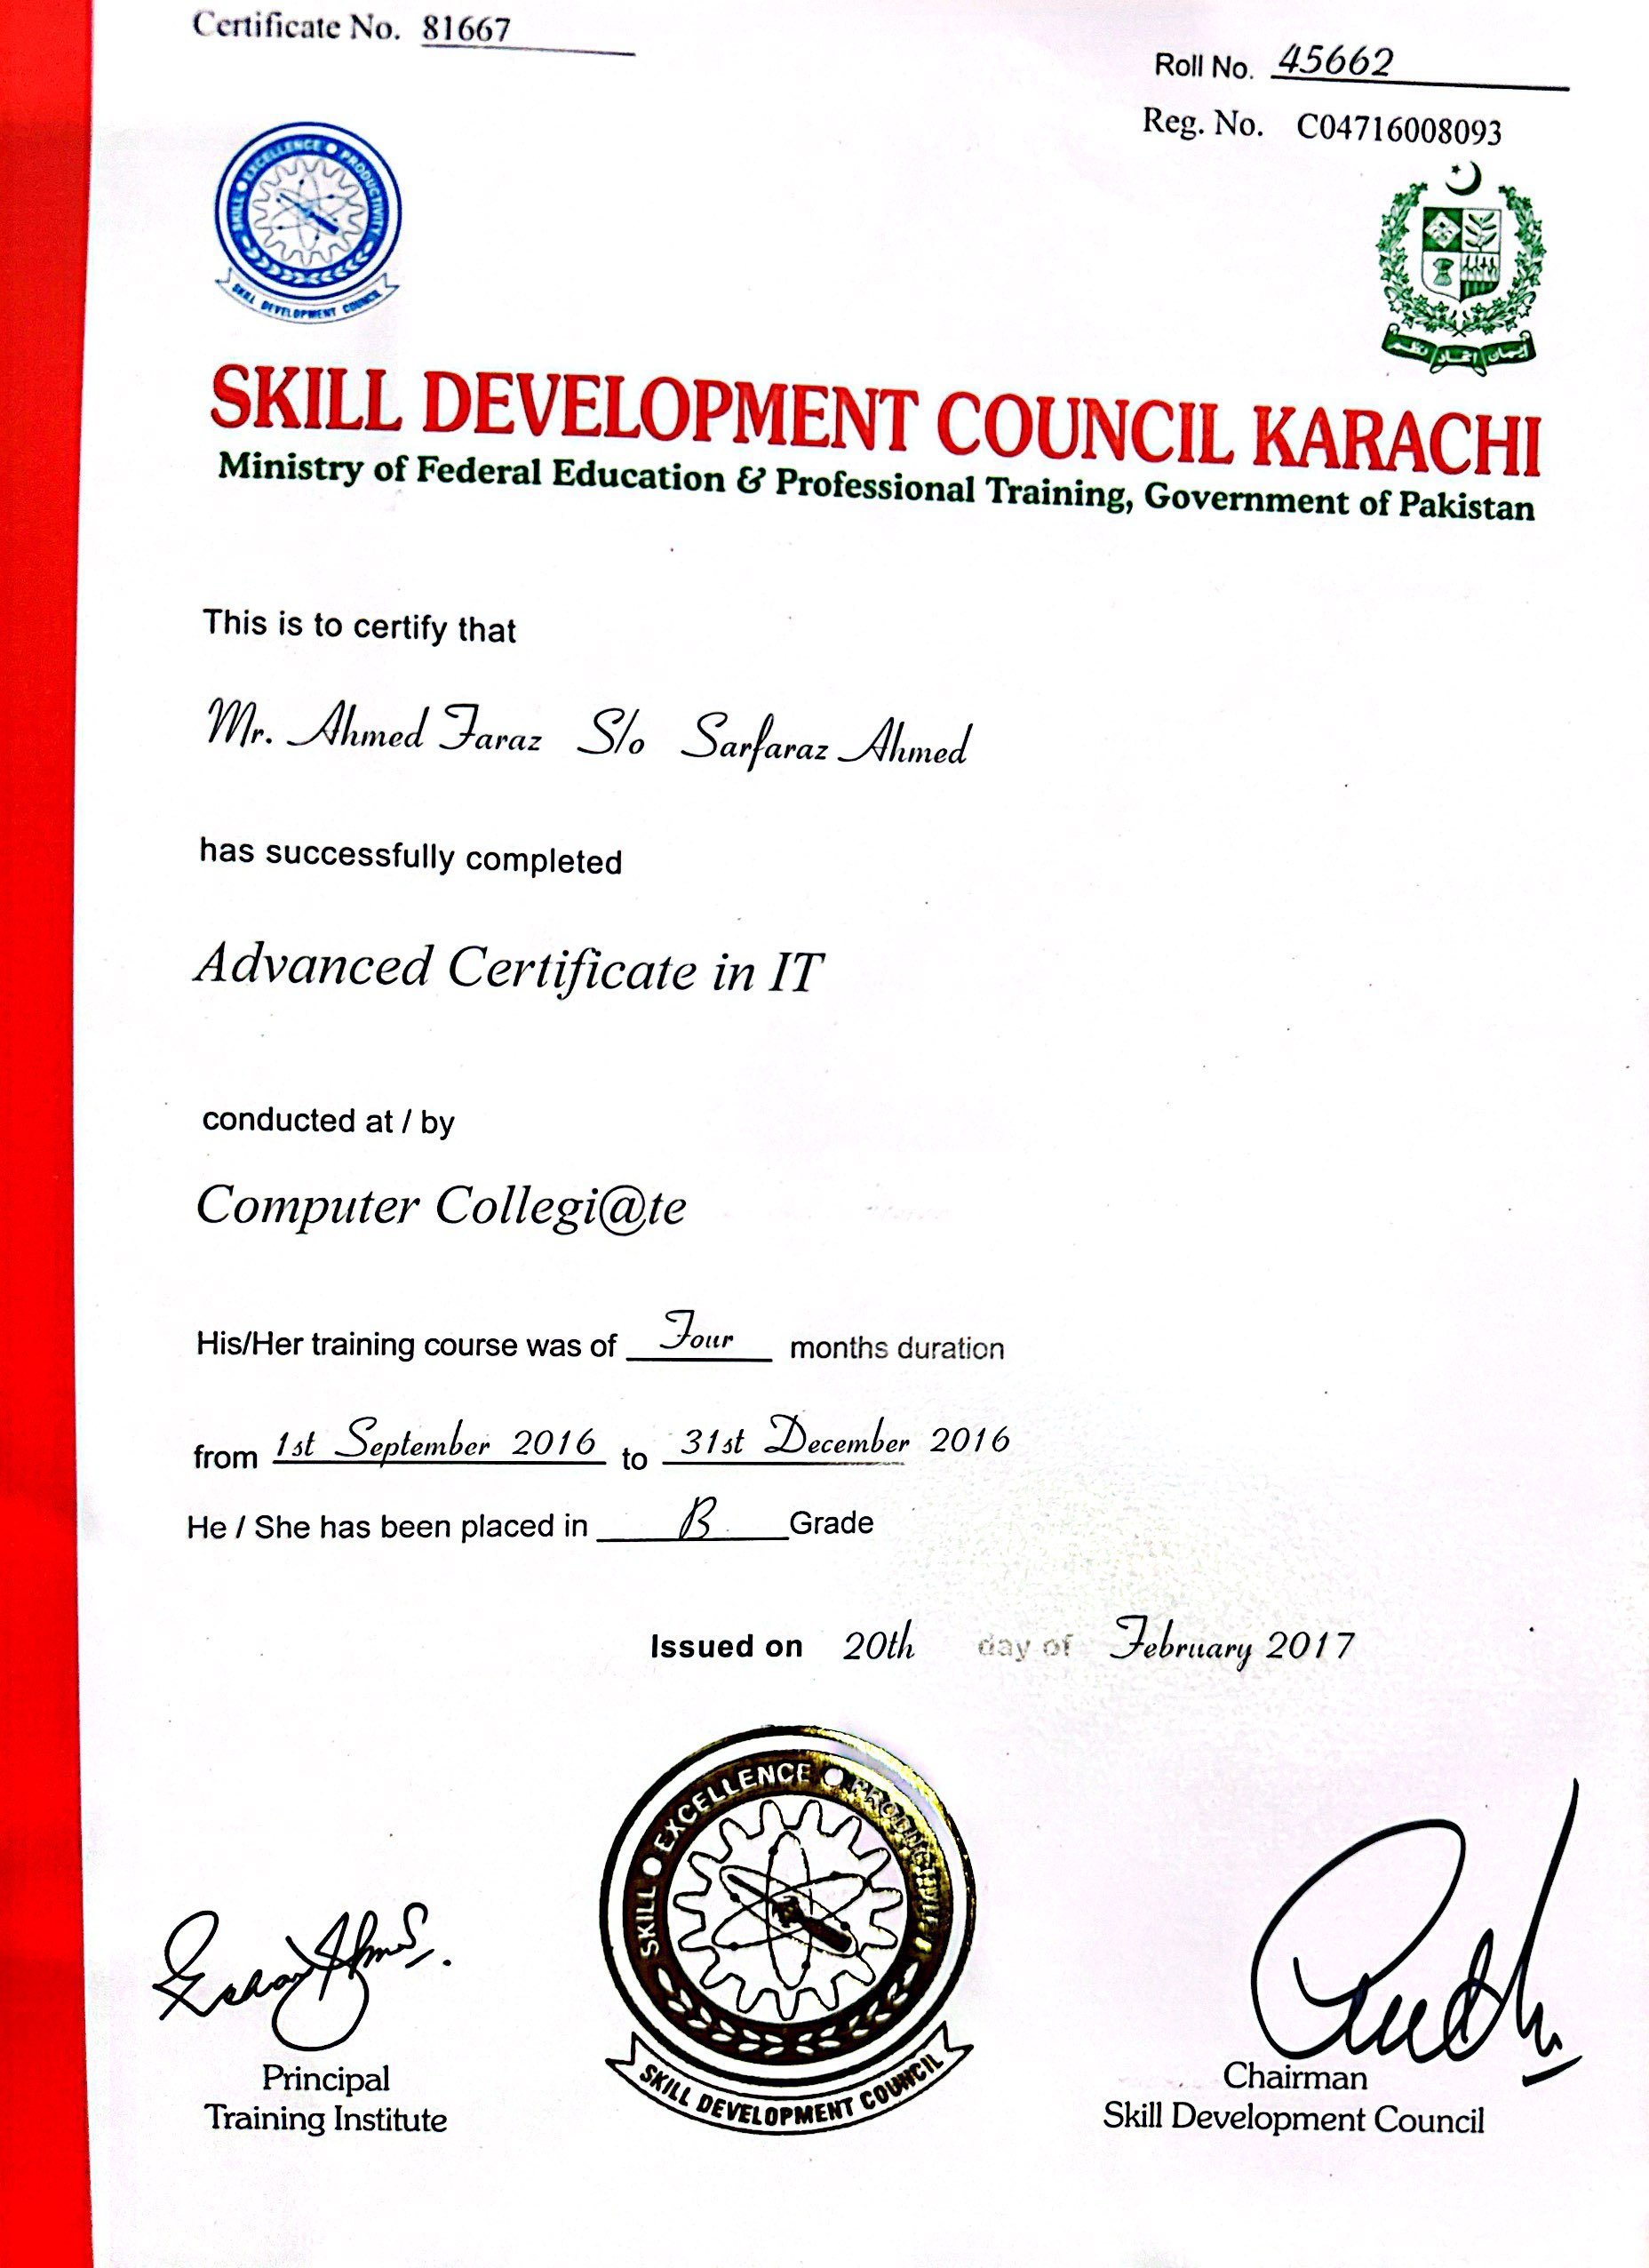 Certificate No. 81667
Roll No. 45662
Reg. No. C04716008093
SKILL ● EXCELLENCE ● PRODUCTIVITY
SKILL DEVELOPMENT COUNCIL
ایمان اتحاد نظم
SKILL DEVELOPMENT COUNCIL KARACHI
Ministry of Federal Education & Professional Training, Government of Pakistan
This is to certify that
Mr. Ahmed Faraz S/o Sarfaraz Ahmed
has successfully completed
Advanced Certificate in IT
conducted at / by
Computer Collegi@te
His/Her training course was of Four months duration
from 1st September 2016 to 31st December 2016
He / She has been placed in B Grade
Issued on 20th day of February 2017
SKILL ● EXCELLENCE ● PRODUCTIVITY
SKILL DEVELOPMENT COUNCIL
Principal
Training Institute
Chairman
Skill Development Council